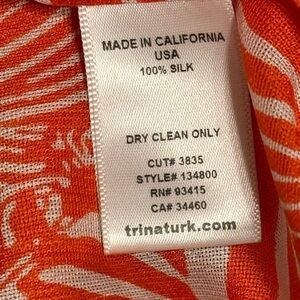 MADE IN CALIFORNIA
USA
100% SILK
DRY CLEAN ONLY
CUT# 3835
STYLE# 134800
RN# 93415
CA# 34460
trinaturk.com